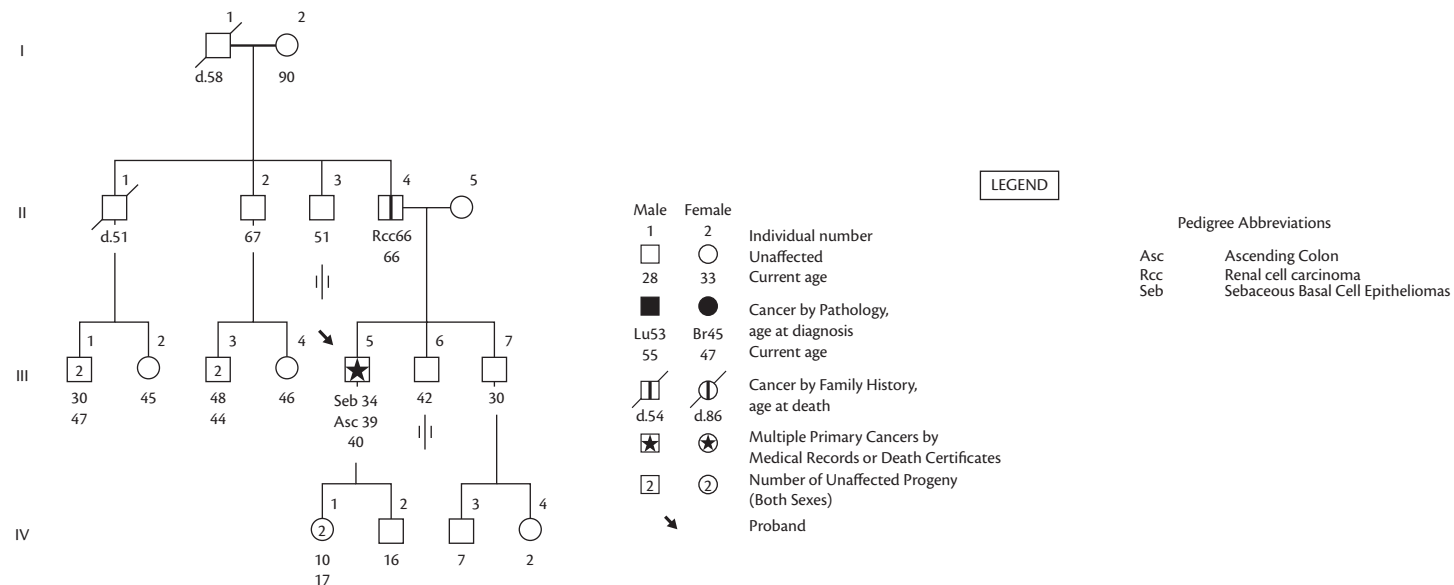 I
1 2
d.58 90
II
1 2 3 4 5
d.51 67 51 Rcc66
66
III
1 2 3 4 5 6 7
2 2
30 45 48 46 Seb 34 42 30
47 44 Asc 39
40
IV
1 2 3 4
2
10 16 7 2
17
LEGEND
Male Female
1 2 Individual number
Unaffected
28 33 Current age
Cancer by Pathology,
Lu53 Br45 age at diagnosis
55 47 Current age
Cancer by Family History,
d.54 d.86 age at death
Multiple Primary Cancers by
Medical Records or Death Certificates
2 2 Number of Unaffected Progeny
(Both Sexes)
Proband
Pedigree Abbreviations
Asc Ascending Colon
Rcc Renal cell carcinoma
Seb Sebaceous Basal Cell Epitheliomas